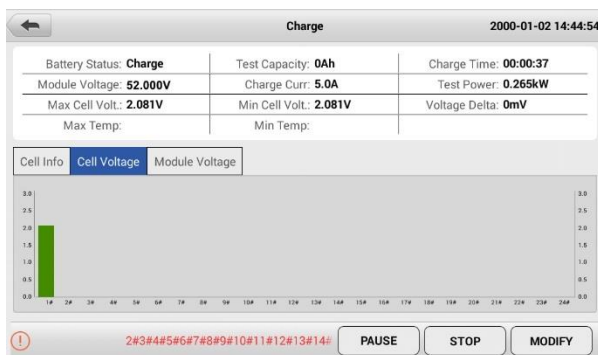 Charge 2000-01-02 14:44:54
Battery Status: Charge Test Capacity: 0Ah Charge Time: 00:00:37
Module Voltage: 52.000V Charge Curr: 5.0A Test Power: 0.265kW
Max Cell Volt.: 2.081V Min Cell Volt.: 2.081V Voltage Delta: 0mV
Max Temp: Min Temp:
Cell Info Cell Voltage Module Voltage
3.0 3.0
2.5 2.5
2.0 2.0
1.5 1.5
1.0 1.0
0.5 0.5
0.0 0.0
1# 2# 3# 4# 5# 6# 7# 8# 9# 10# 11# 12# 13# 14# 15# 16# 17# 18# 19# 20# 21# 22# 23# 24#
! 2#3#4#5#6#7#8#9#10#11#12#13#14# PAUSE STOP MODIFY